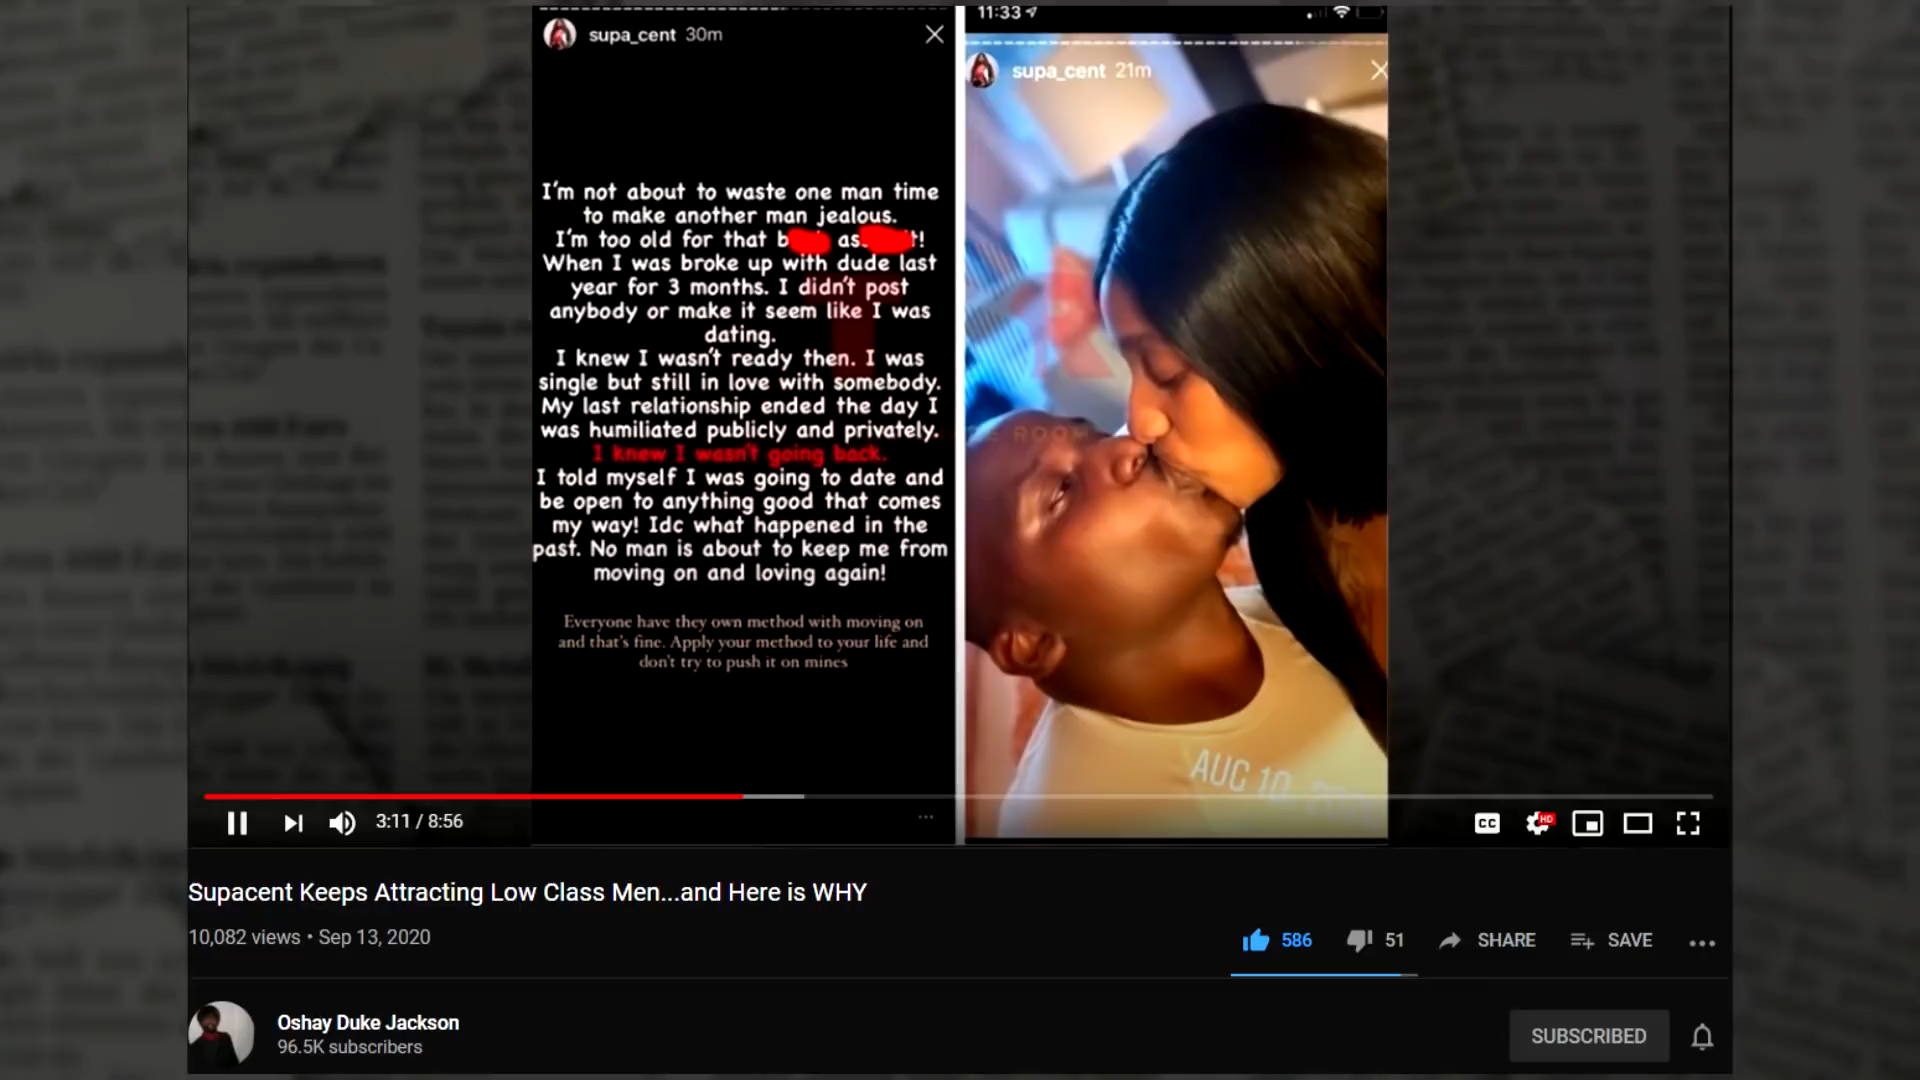 supa_cent 30m
I'm not about to waste one man time
to make another man jealous.
I'm too old for that b as t!
When I was broke up with dude last
year for 3 months. I didn't post
anybody or make it seem like I was
dating.
I knew I wasn't ready then. I was
single but still in love with somebody.
My last relationship ended the day I
was humiliated publicly and privately.
I knew I wasn't going back.
I told myself I was going to date and
be open to anything good that comes
my way! Idc what happened in the
past. No man is about to keep me from
moving on and loving again!
Everyone have they own method with moving on
and that's fine. Apply your method to your life and
don't try to push it on mines
11:33
supa_cent 21m
AUG 10,
3:11 / 8:56
CC
HD
Supacent Keeps Attracting Low Class Men...and Here is WHY
10,082 views • Sep 13, 2020
586 51 SHARE SAVE
Oshay Duke Jackson
96.5K subscribers
SUBSCRIBED